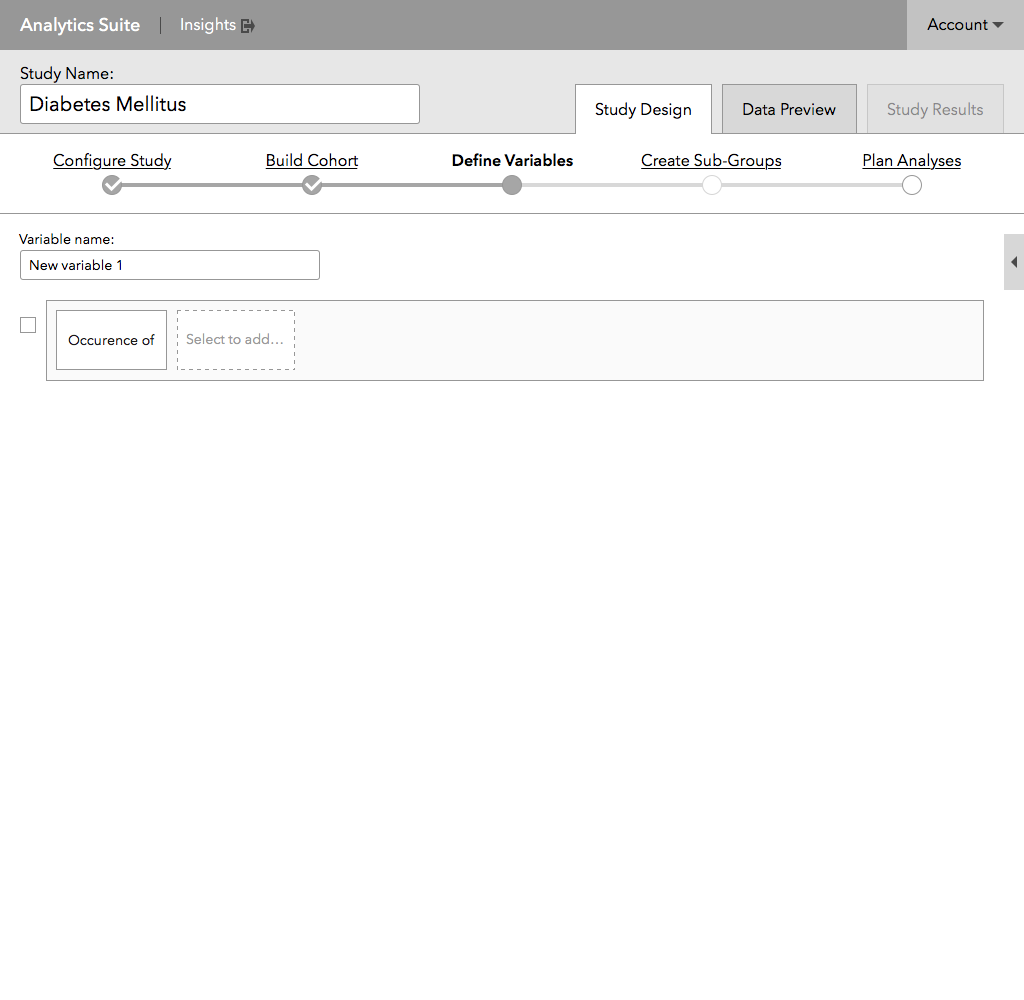 Analytics Suite | Insights Account
Study Name:
Diabetes Mellitus
Study Design Data Preview Study Results
Configure Study Build Cohort Define Variables Create Sub-Groups Plan Analyses
Variable name:
New variable 1
Occurence of Select to add...